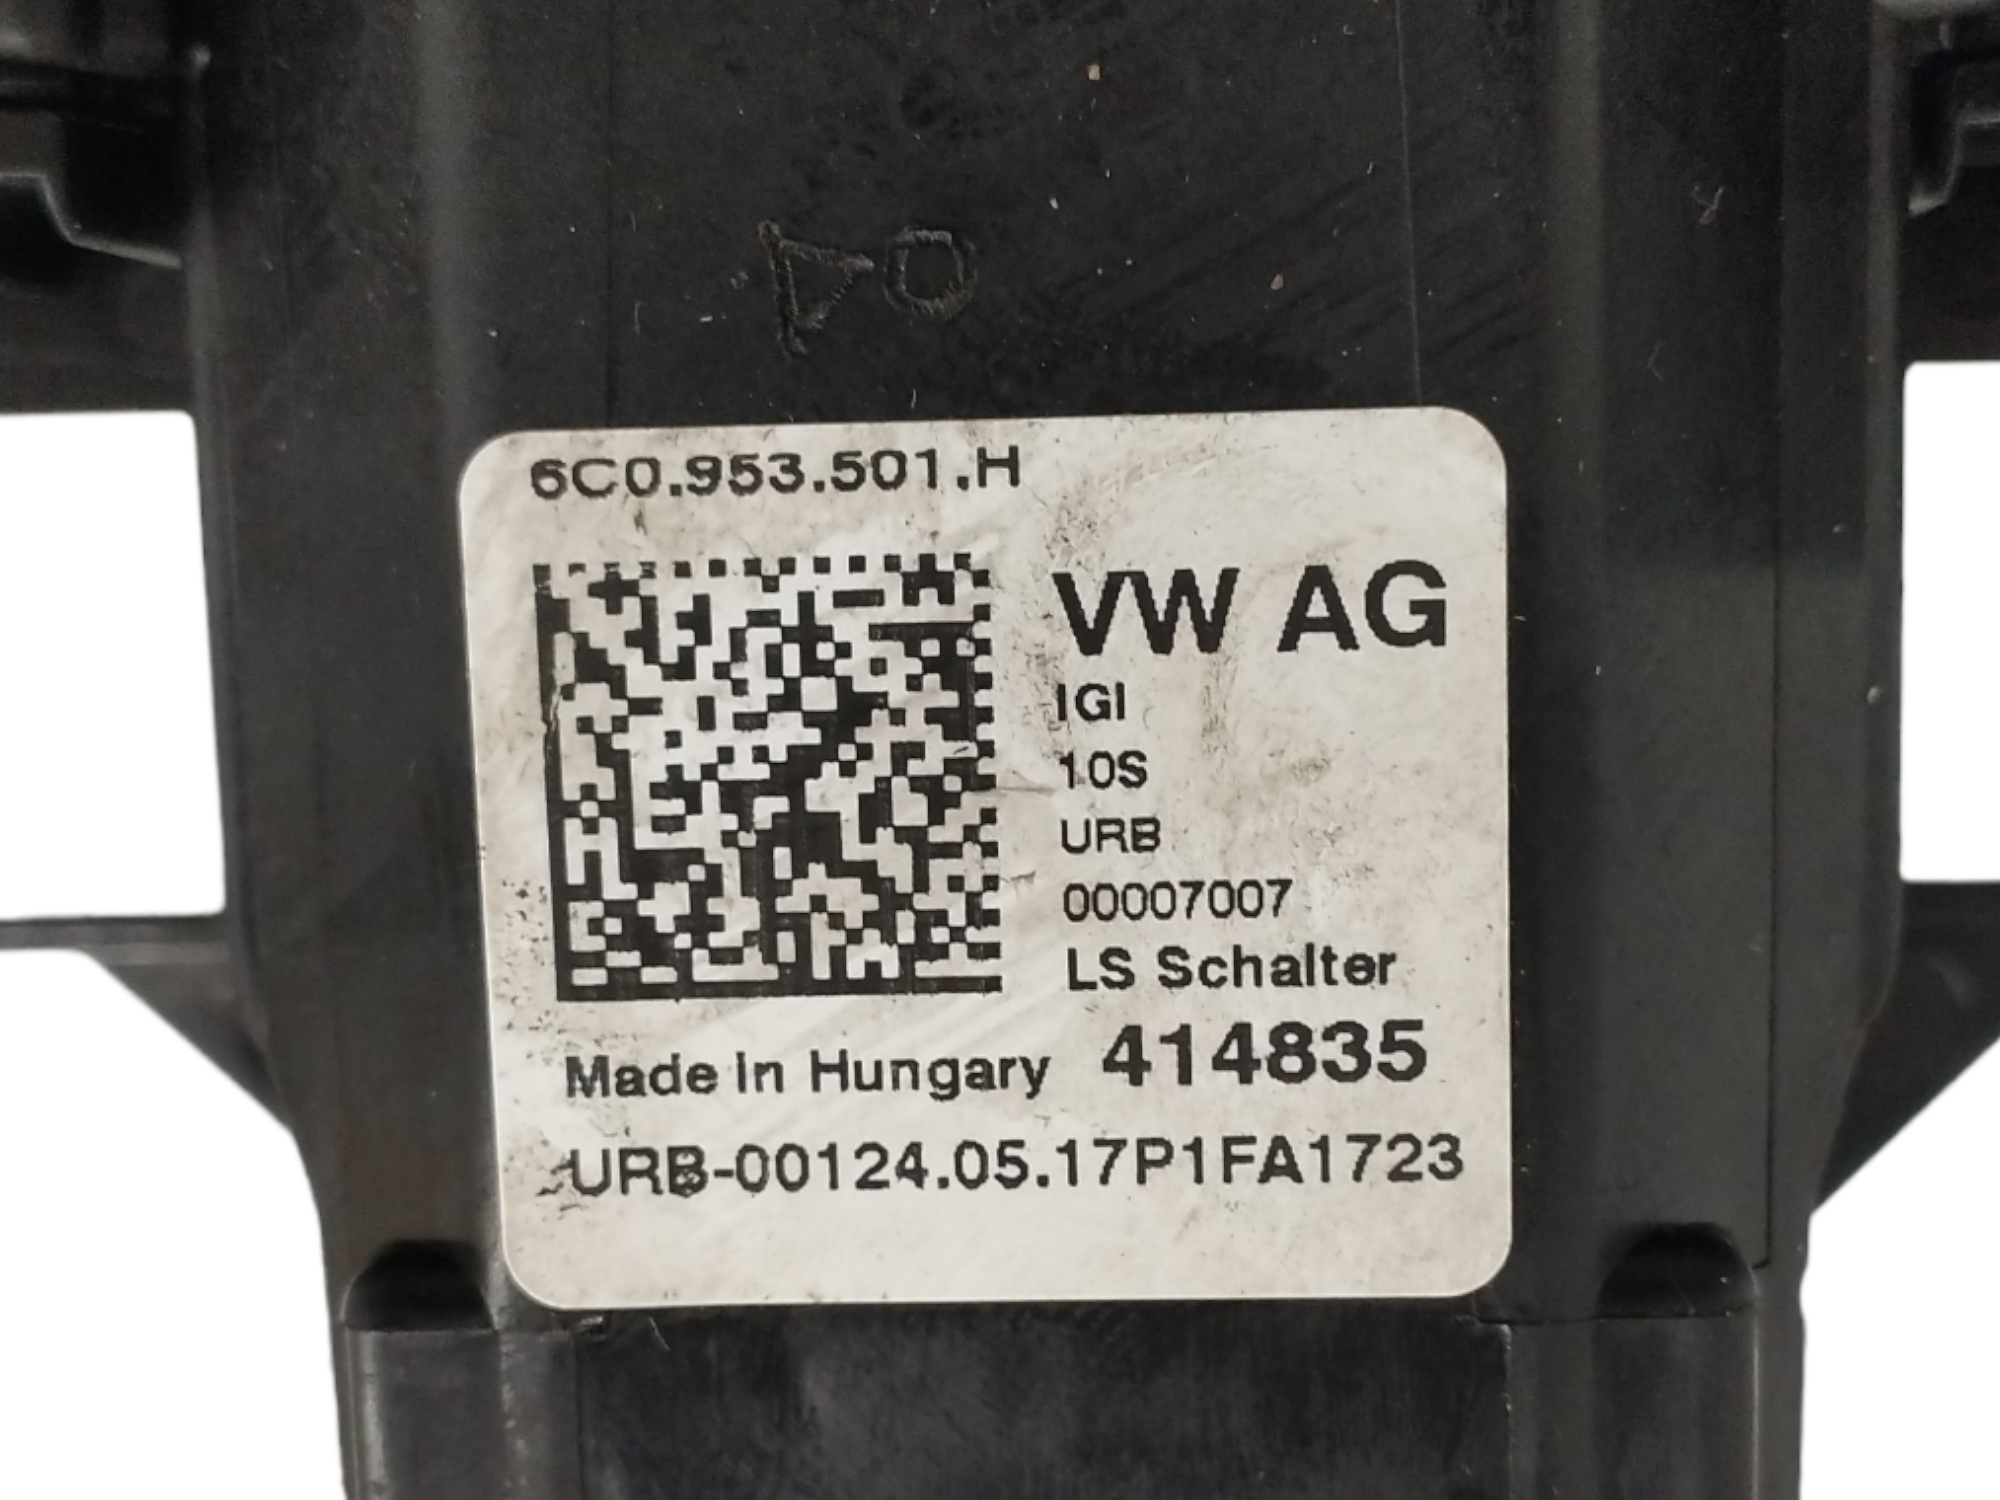 6C0.953.501.H
VW AG
IGI
10S
URB
00007007
LS Schalter
Made in Hungary 414835
URB-00124.05.17P1FA1723